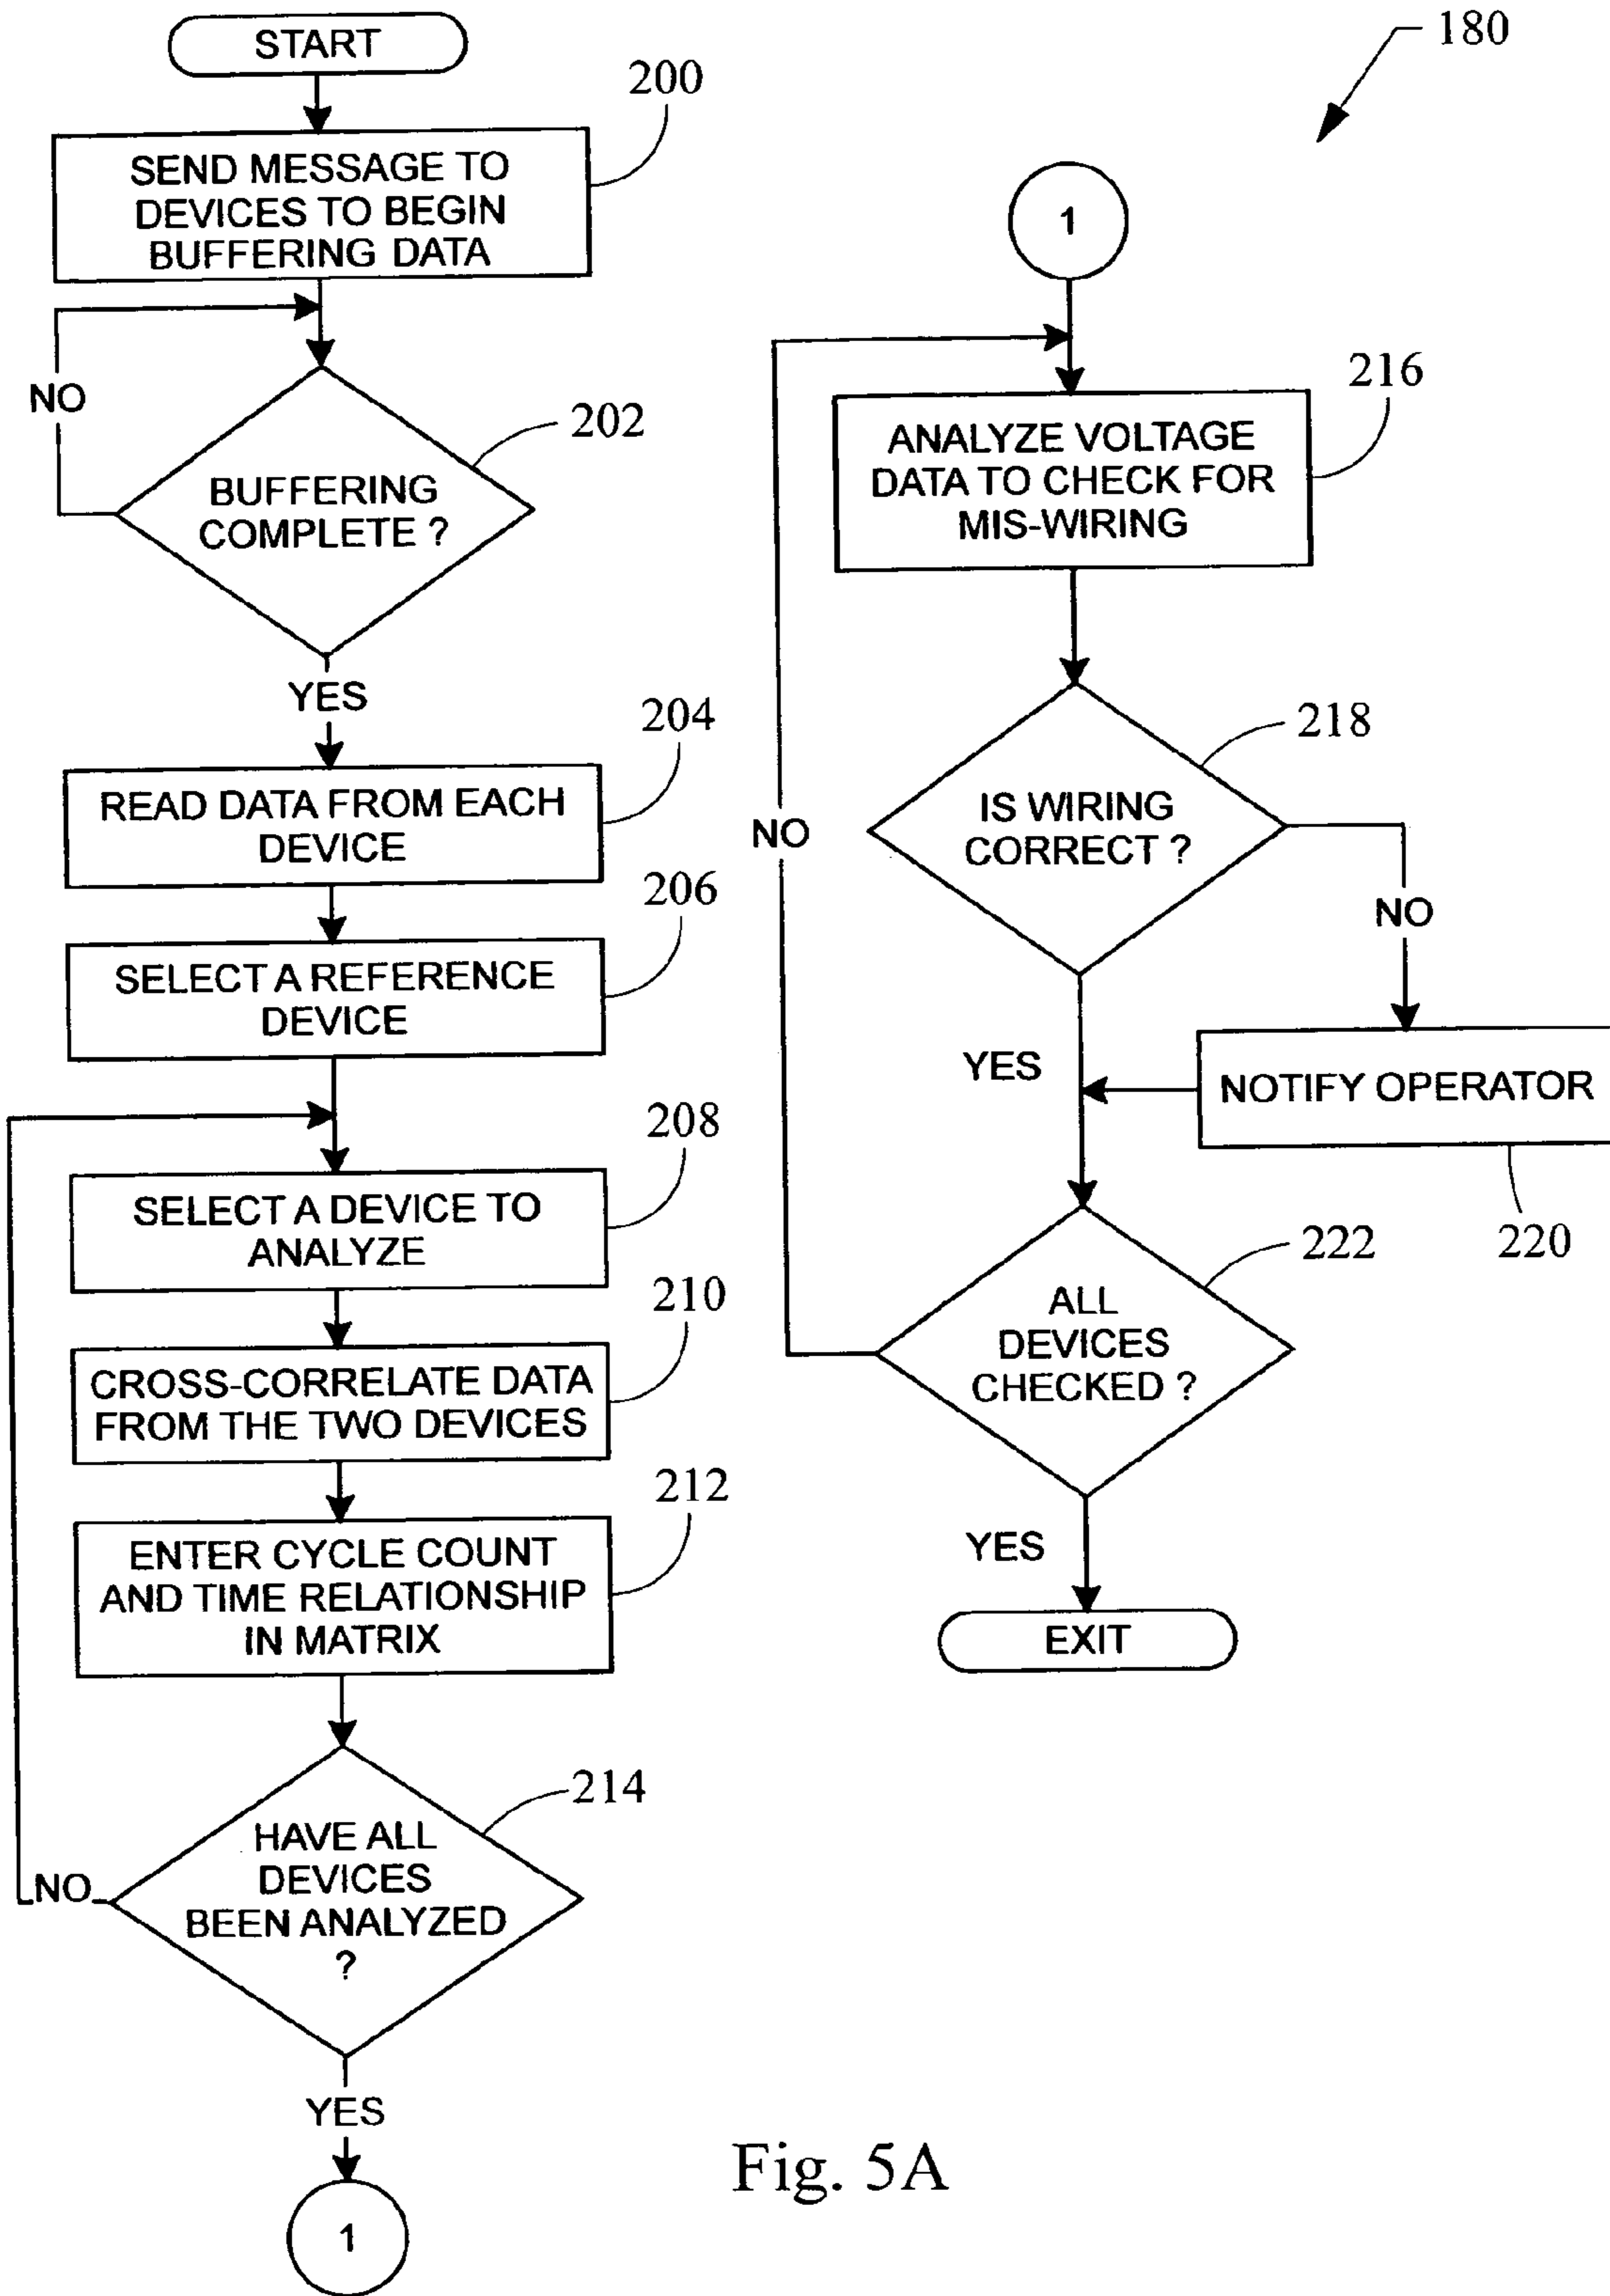 START
200
SEND MESSAGE TO
DEVICES TO BEGIN
BUFFERING DATA
NO
202
BUFFERING
COMPLETE ?
YES
204
READ DATA FROM EACH
DEVICE
206
SELECT A REFERENCE
DEVICE
208
SELECT A DEVICE TO
ANALYZE
210
CROSS-CORRELATE DATA
FROM THE TWO DEVICES
212
ENTER CYCLE COUNT
AND TIME RELATIONSHIP
IN MATRIX
214
HAVE ALL
DEVICES
BEEN ANALYZED
?
NO
YES
1
180
1
216
ANALYZE VOLTAGE
DATA TO CHECK FOR
MIS-WIRING
218
IS WIRING
CORRECT ?
NO
NO
YES
NOTIFY OPERATOR
220
222
ALL
DEVICES
CHECKED ?
YES
EXIT
Fig. 5A